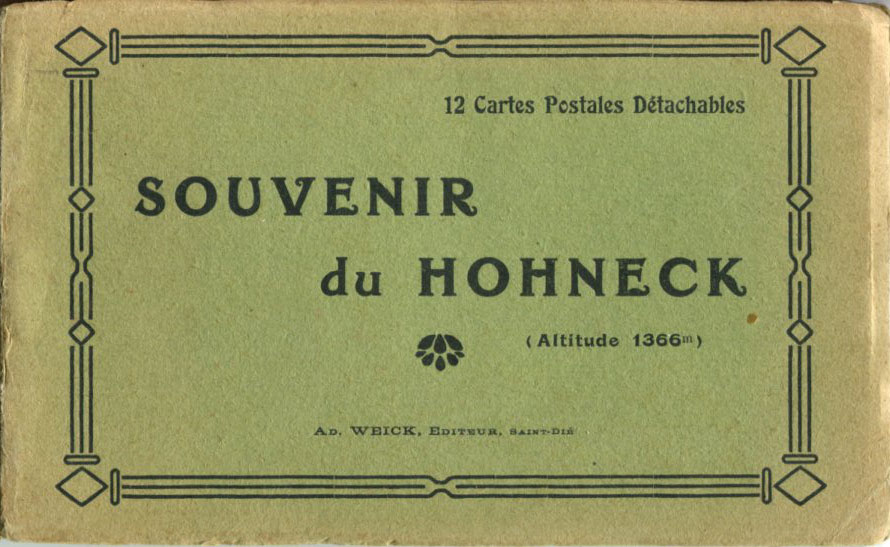 12 Cartes Postales Détachables
SOUVENIR
du HOHNECK
(Altitude 1366m)
AD. WEICK, EDITEUR, SAINT-DIÉ